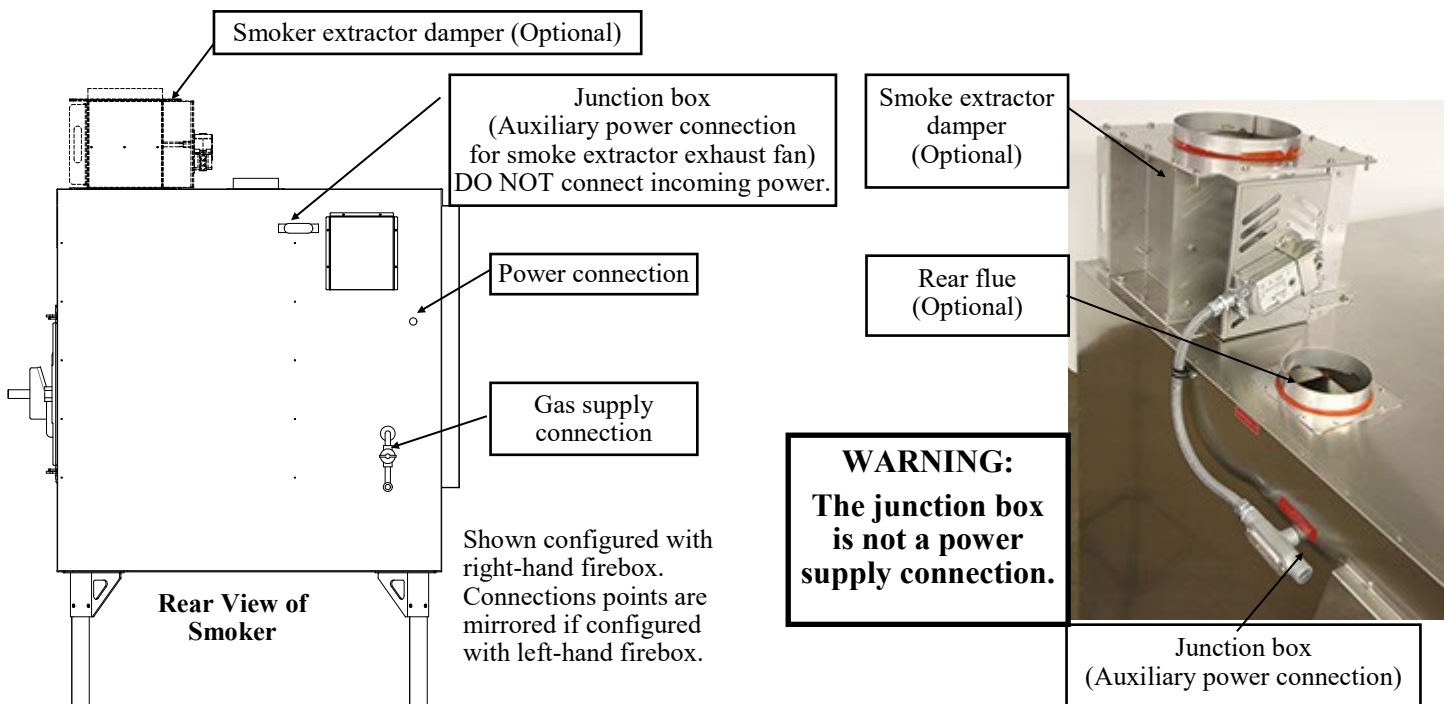 Smoker extractor damper (Optional)
Junction box
(Auxiliary power connection
for smoke extractor exhaust fan)
DO NOT connect incoming power.
Power connection
Gas supply
connection
Shown configured with
right-hand firebox.
Connections points are
mirrored if configured
with left-hand firebox.
Rear View of
Smoker
Smoke extractor
damper
(Optional)
Rear flue
(Optional)
WARNING:
The junction box
is not a power
supply connection.
Junction box
(Auxiliary power connection)